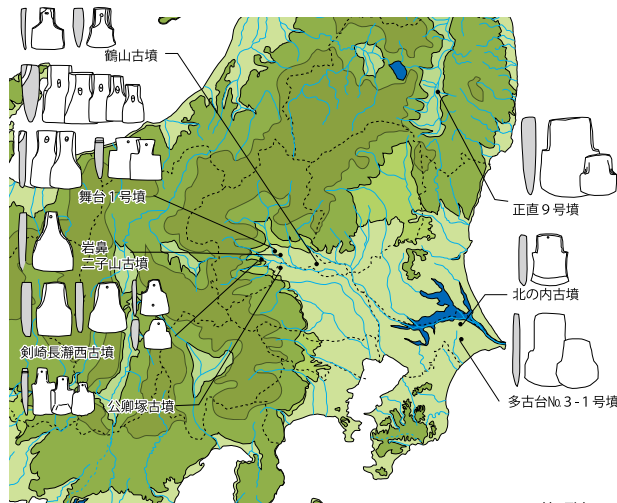 鶴山古墳
舞台１号墳
岩鼻
二子山古墳
剣崎長瀞西古墳
公卿塚古墳
正直９号墳
北の内古墳
多古台№３-１号墳